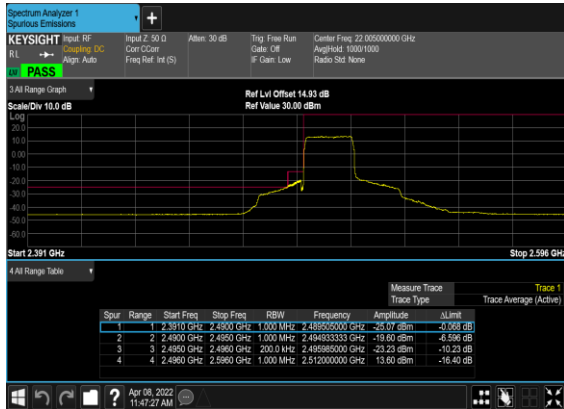 Spectrum Analyzer 1
Spurious Emissions
KEYSIGHT Input: RF Input Z: 50 Ω Atten: 30 dB Trig: Free Run Center Freq: 22.005000000 GHz
RL Coupling: DC Corr CCorr Gate: Off Avg|Hold: 1000/1000
Align: Auto Freq Ref: Int (S) IF Gain: Low Radio Std: None
PASS
3 All Range Graph
Ref Lvl Offset 14.93 dB
Scale/Div 10.0 dB Ref Value 30.00 dBm
Log
20.0
10.0
0.00
-10.0
-20.0
-30.0
-40.0
-50.0
-60.0
Start 2.391 GHz Stop 2.596 GHz
4 All Range Table
Measure Trace Trace 1
Trace Type Trace Average (Active)
Spur Range Start Freq Stop Freq RBW Frequency Amplitude ΔLimit
1 1 2.3910 GHz 2.4900 GHz 1.000 MHz 2.489505000 GHz -25.07 dBm -0.068 dB
2 2 2.4900 GHz 2.4950 GHz 1.000 MHz 2.494933333 GHz -19.60 dBm -6.596 dB
3 3 2.4950 GHz 2.4960 GHz 200.0 kHz 2.495985000 GHz -23.23 dBm -10.23 dB
4 4 2.4960 GHz 2.5960 GHz 1.000 MHz 2.512000000 GHz 13.60 dBm -16.40 dB
Apr 08, 2022
11:47:27 AM